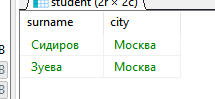 student (2r × 2c)
surname city
Сидиров Москва
Зуева Москва